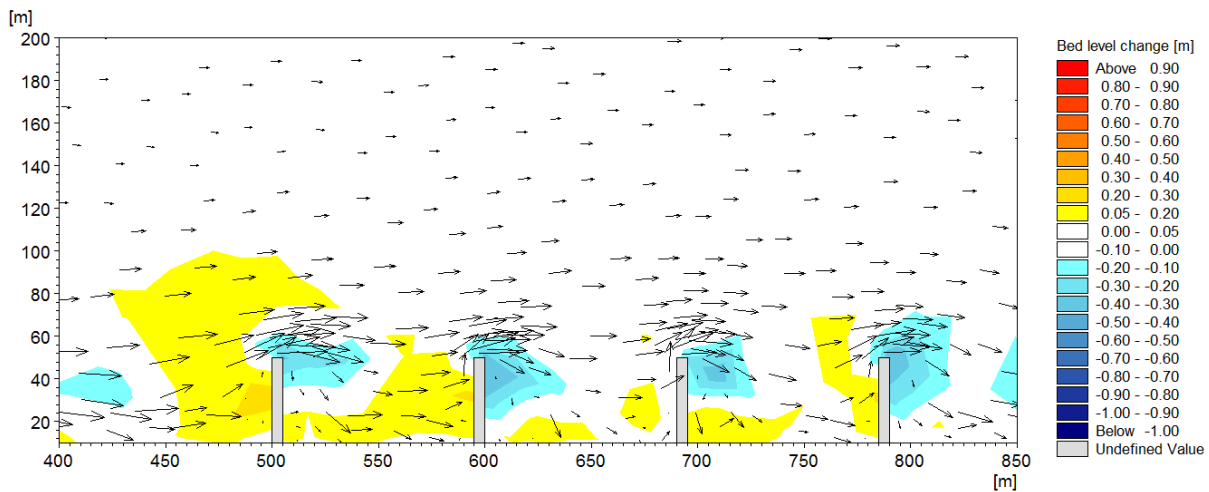 [m]
200
180
160
140
120
100
80
60
40
20
400 450 500 550 600 650 700 750 800 850
[m]
Bed level change [m]
Above 0.90
0.80 - 0.90
0.70 - 0.80
0.60 - 0.70
0.50 - 0.60
0.40 - 0.50
0.30 - 0.40
0.20 - 0.30
0.05 - 0.20
0.00 - 0.05
-0.10 - 0.00
-0.20 - -0.10
-0.30 - -0.20
-0.40 - -0.30
-0.50 - -0.40
-0.60 - -0.50
-0.70 - -0.60
-0.80 - -0.70
-0.90 - -0.80
-1.00 - -0.90
Below -1.00
Undefined Value